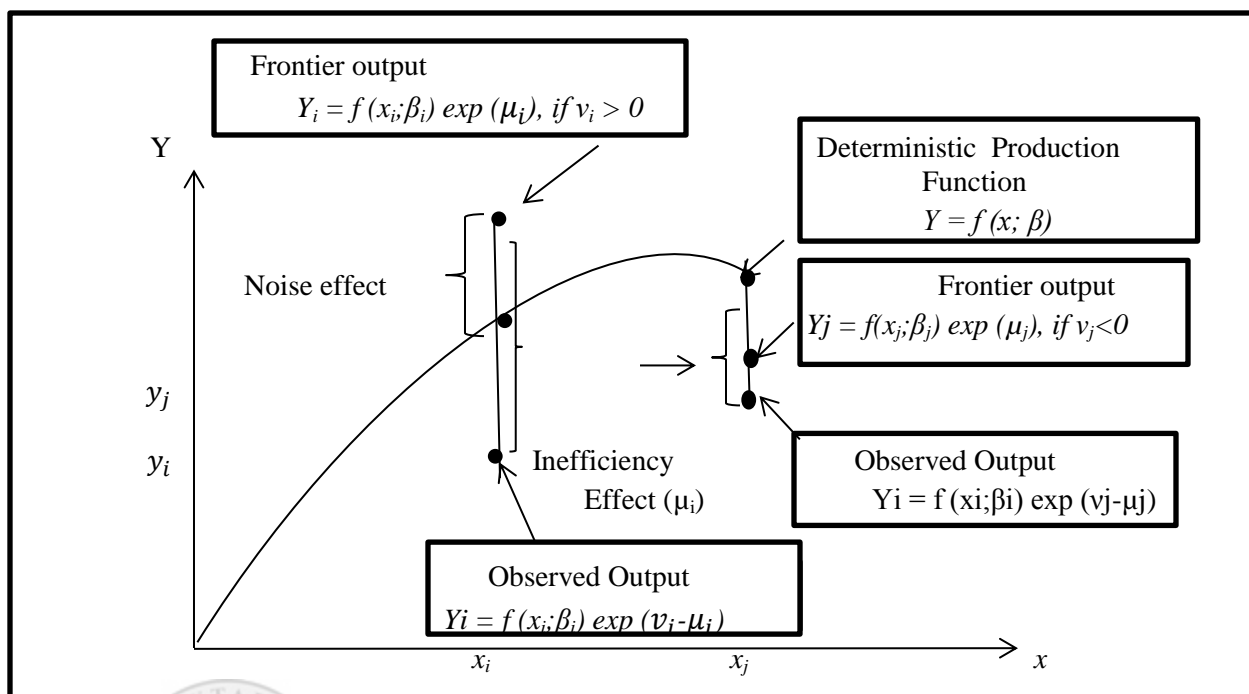 Frontier output
Yᵢ = f (xᵢ;βᵢ) exp (μᵢ), if vᵢ > 0
Y
Deterministic Production
Function
Y = f (x; β)
Noise effect
Frontier output
Yj = f(xⱼ;βⱼ) exp (μⱼ), if vⱼ<0
yⱼ
yᵢ
Inefficiency
Effect (μᵢ)
Observed Output
Yi = f (xi;βi) exp (vj-μj)
Observed Output
Yi = f (xᵢ;βᵢ) exp (vᵢ-μᵢ)
xᵢ
xⱼ
x